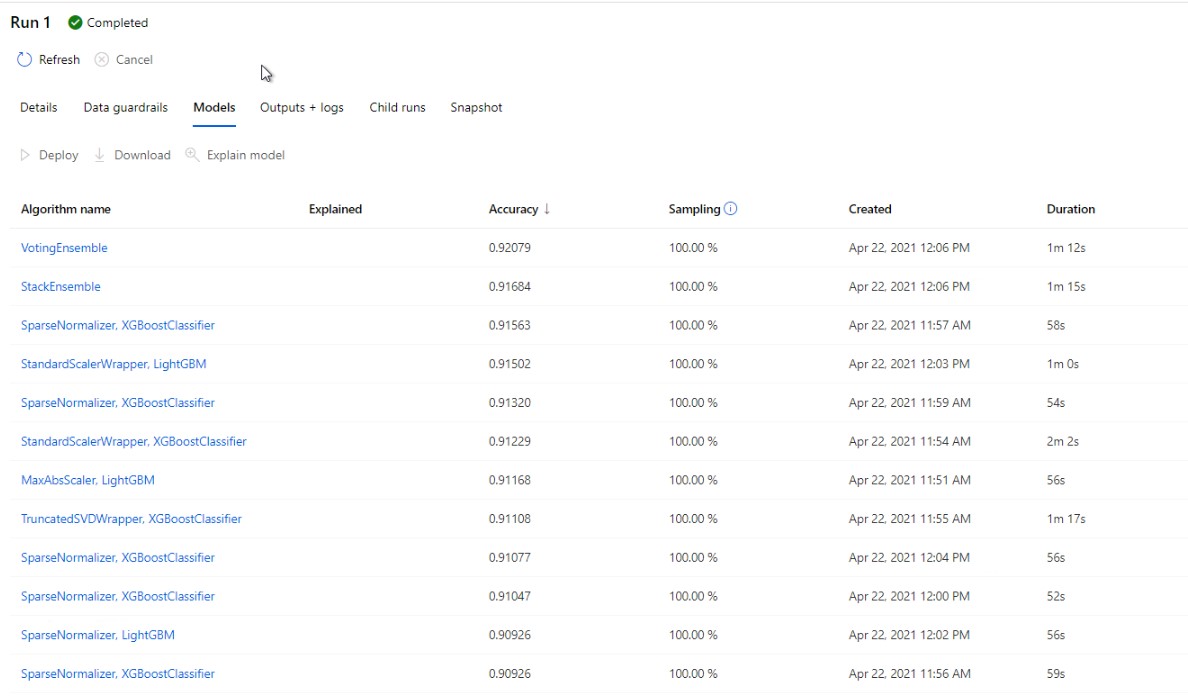 Run 1 Completed
Refresh Cancel
Details Data guardrails Models Outputs + logs Child runs Snapshot
Deploy Download Explain model
Algorithm name Explained Accuracy ↓ Sampling Created Duration
VotingEnsemble 0.92079 100.00 % Apr 22, 2021 12:06 PM 1m 12s
StackEnsemble 0.91684 100.00 % Apr 22, 2021 12:06 PM 1m 15s
SparseNormalizer, XGBoostClassifier 0.91563 100.00 % Apr 22, 2021 11:57 AM 58s
StandardScalerWrapper, LightGBM 0.91502 100.00 % Apr 22, 2021 12:03 PM 1m 0s
SparseNormalizer, XGBoostClassifier 0.91320 100.00 % Apr 22, 2021 11:59 AM 54s
StandardScalerWrapper, XGBoostClassifier 0.91229 100.00 % Apr 22, 2021 11:54 AM 2m 2s
MaxAbsScaler, LightGBM 0.91168 100.00 % Apr 22, 2021 11:51 AM 56s
TruncatedSVDWrapper, XGBoostClassifier 0.91108 100.00 % Apr 22, 2021 11:55 AM 1m 17s
SparseNormalizer, XGBoostClassifier 0.91077 100.00 % Apr 22, 2021 12:04 PM 56s
SparseNormalizer, XGBoostClassifier 0.91047 100.00 % Apr 22, 2021 12:00 PM 52s
SparseNormalizer, LightGBM 0.90926 100.00 % Apr 22, 2021 12:02 PM 56s
SparseNormalizer, XGBoostClassifier 0.90926 100.00 % Apr 22, 2021 11:56 AM 59s